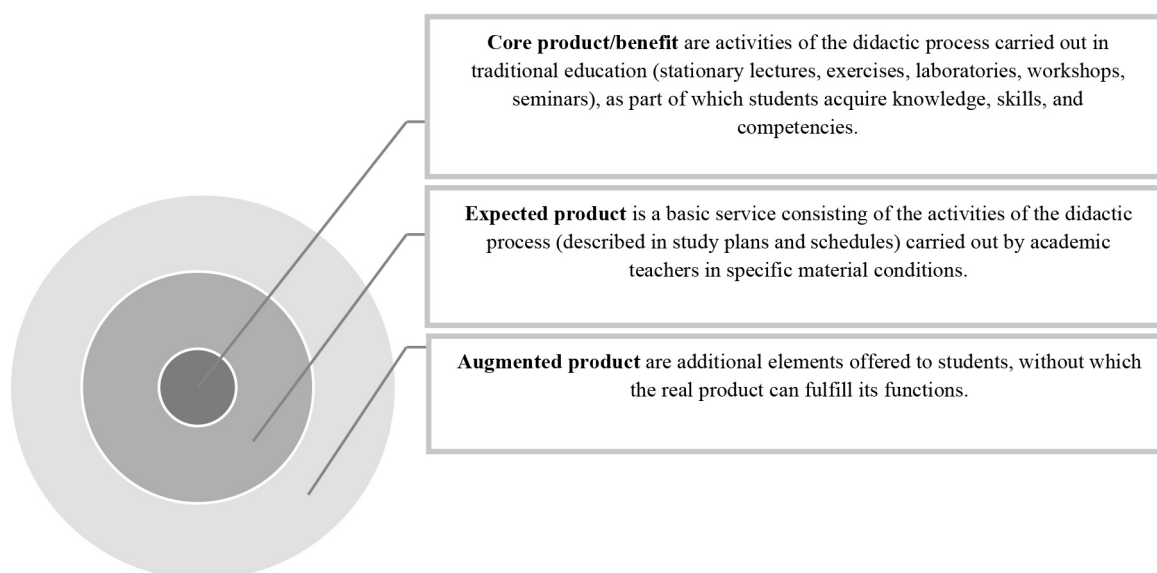 Core product/benefit are activities of the didactic process carried out in
traditional education (stationary lectures, exercises, laboratories, workshops,
seminars), as part of which students acquire knowledge, skills, and
competencies.
Expected product is a basic service consisting of the activities of the didactic
process (described in study plans and schedules) carried out by academic
teachers in specific material conditions.
Augmented product are additional elements offered to students, without which
the real product can fulfill its functions.